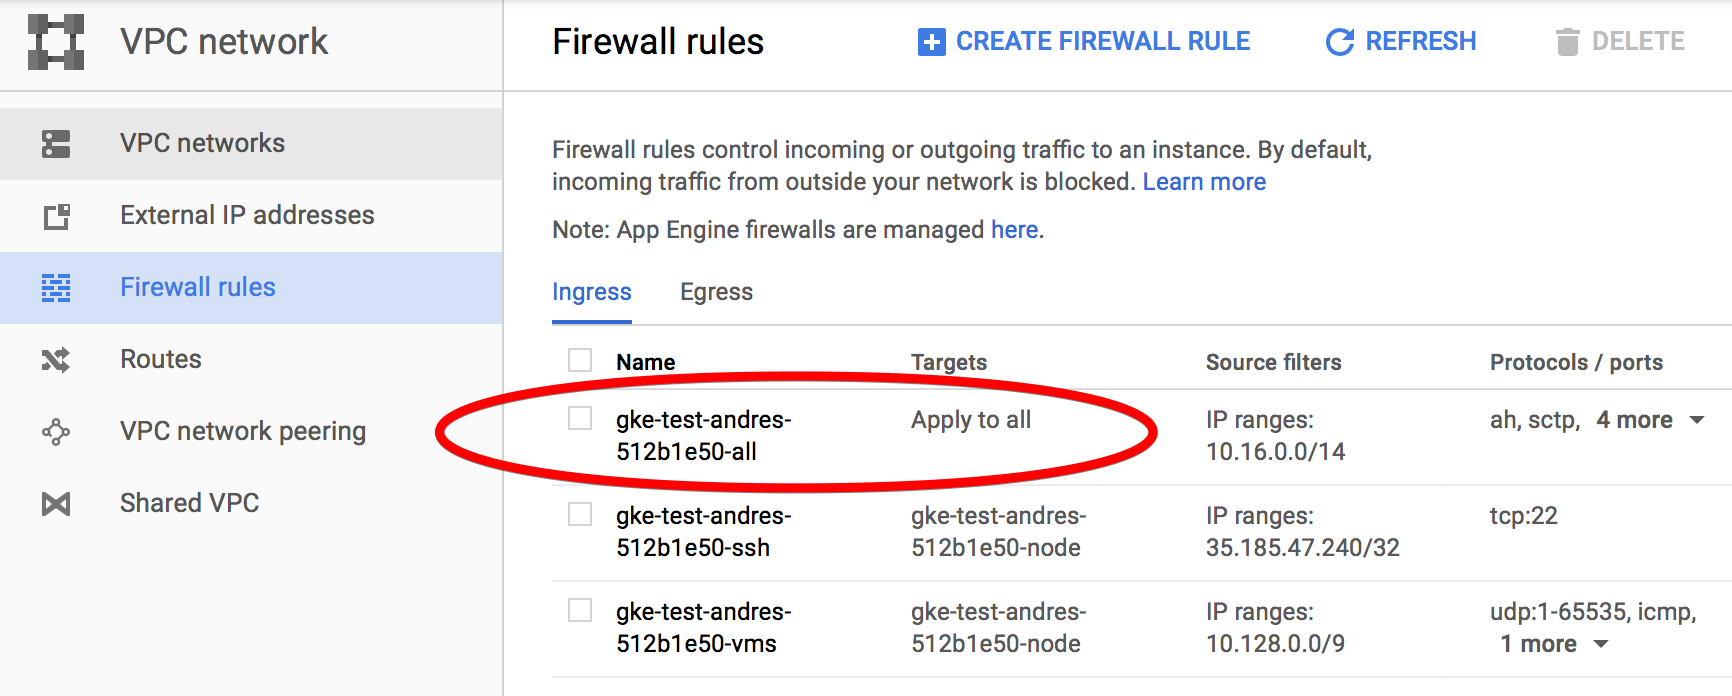 VPC network
Firewall rules
CREATE FIREWALL RULE
REFRESH
DELETE
VPC networks
External IP addresses
Firewall rules
Routes
VPC network peering
Shared VPC
Firewall rules control incoming or outgoing traffic to an instance. By default,
incoming traffic from outside your network is blocked. Learn more
Note: App Engine firewalls are managed here.
Ingress Egress
Name Targets Source filters Protocols / ports
gke-test-andres- Apply to all IP ranges: ah, sctp, 4 more
512b1e50-all 10.16.0.0/14
gke-test-andres- gke-test-andres- IP ranges: tcp:22
512b1e50-ssh 512b1e50-node 35.185.47.240/32
gke-test-andres- gke-test-andres- IP ranges: udp:1-65535, icmp,
512b1e50-vms 512b1e50-node 10.128.0.0/9 1 more